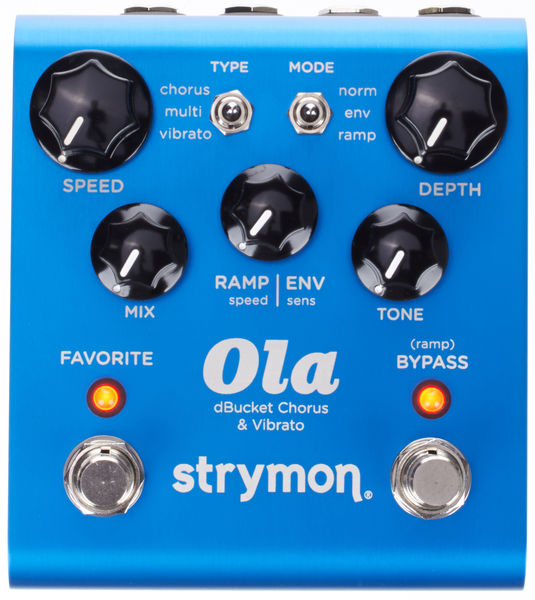 TYPE
MODE
chorus
multi
vibrato
norm
env
ramp
SPEED
DEPTH
RAMP | ENV
speed | sens
MIX
TONE
FAVORITE
(ramp)
BYPASS
Ola
dBucket Chorus
& Vibrato
strymon®